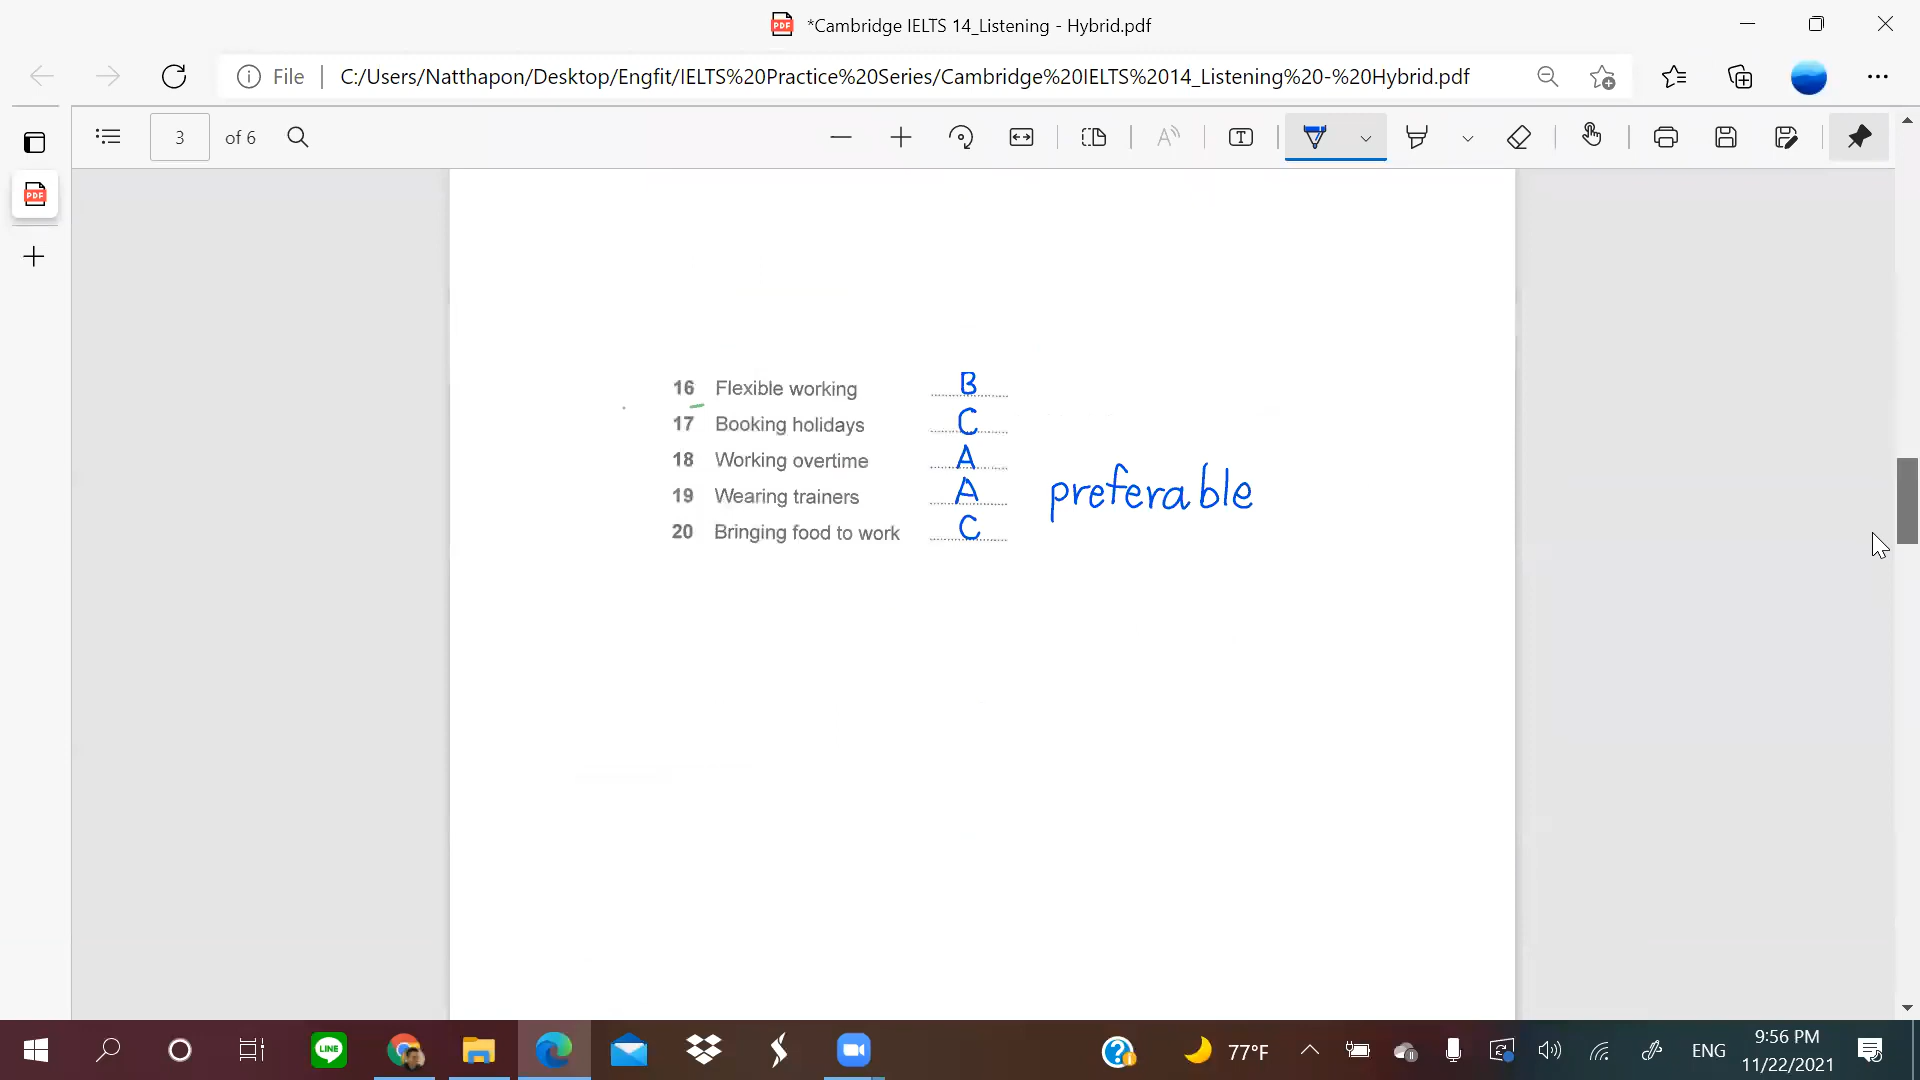 *Cambridge IELTS 14_Listening - Hybrid.pdf
File | C:/Users/Natthapon/Desktop/Engfit/IELTS%20Practice%20Series/Cambridge%20IELTS%2014_Listening%20-%20Hybrid.pdf
3 of 6
16 Flexible working B
17 Booking holidays C
18 Working overtime A
19 Wearing trainers A
preferable
20 Bringing food to work C
LINE
77°F
ENG
9:56 PM
11/22/2021